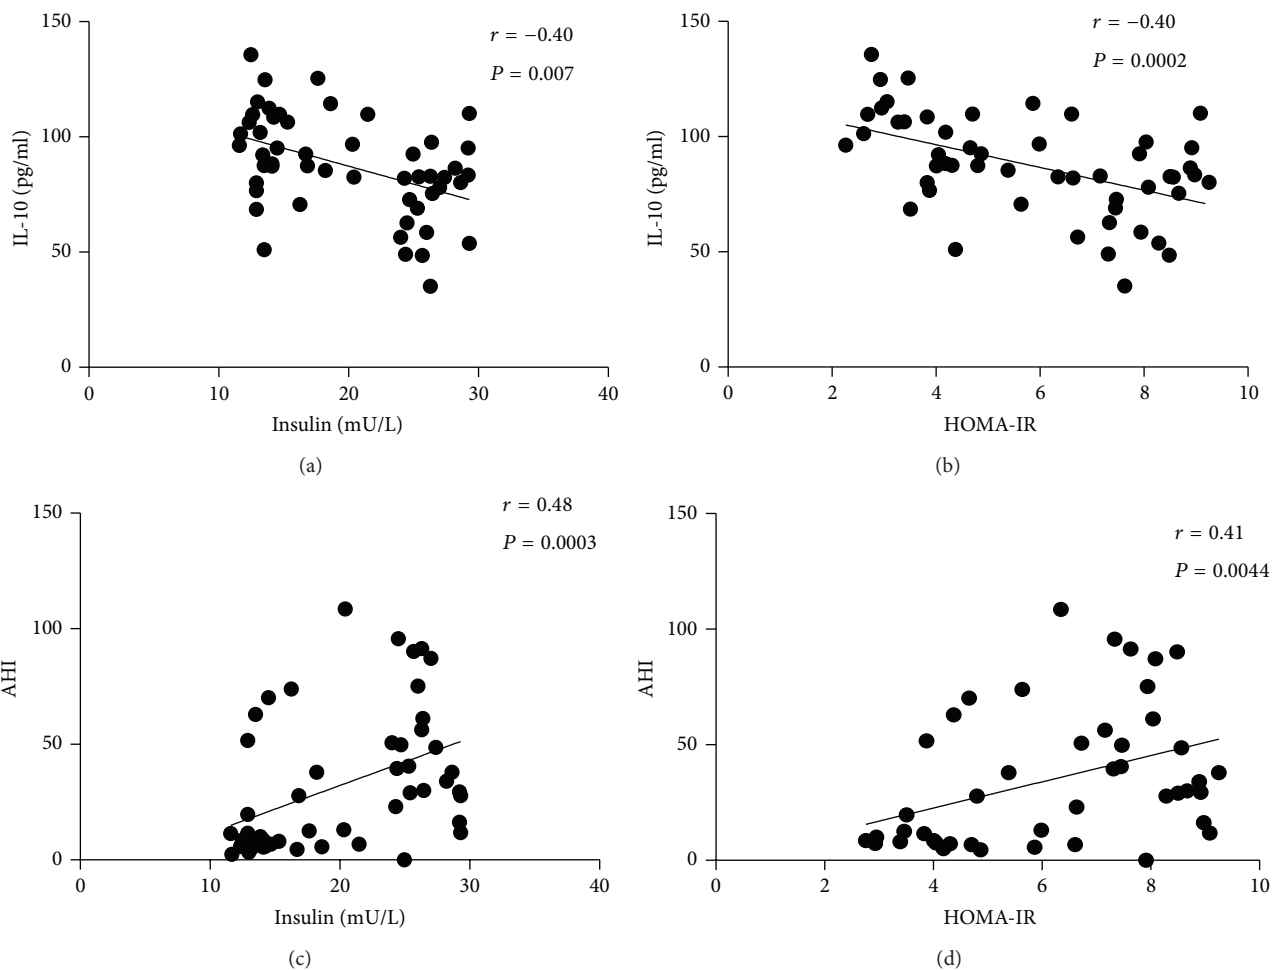 150
r = −0.40
P = 0.007
100
IL-10 (pg/ml)
50
0
0 10 20 30 40
Insulin (mU/L)
(a)
150
r = −0.40
P = 0.0002
100
IL-10 (pg/ml)
50
0
0 2 4 6 8 10
HOMA-IR
(b)
150
r = 0.48
P = 0.0003
100
AHI
50
0
0 10 20 30 40
Insulin (mU/L)
(c)
150
r = 0.41
P = 0.0044
100
AHI
50
0
0 2 4 6 8 10
HOMA-IR
(d)